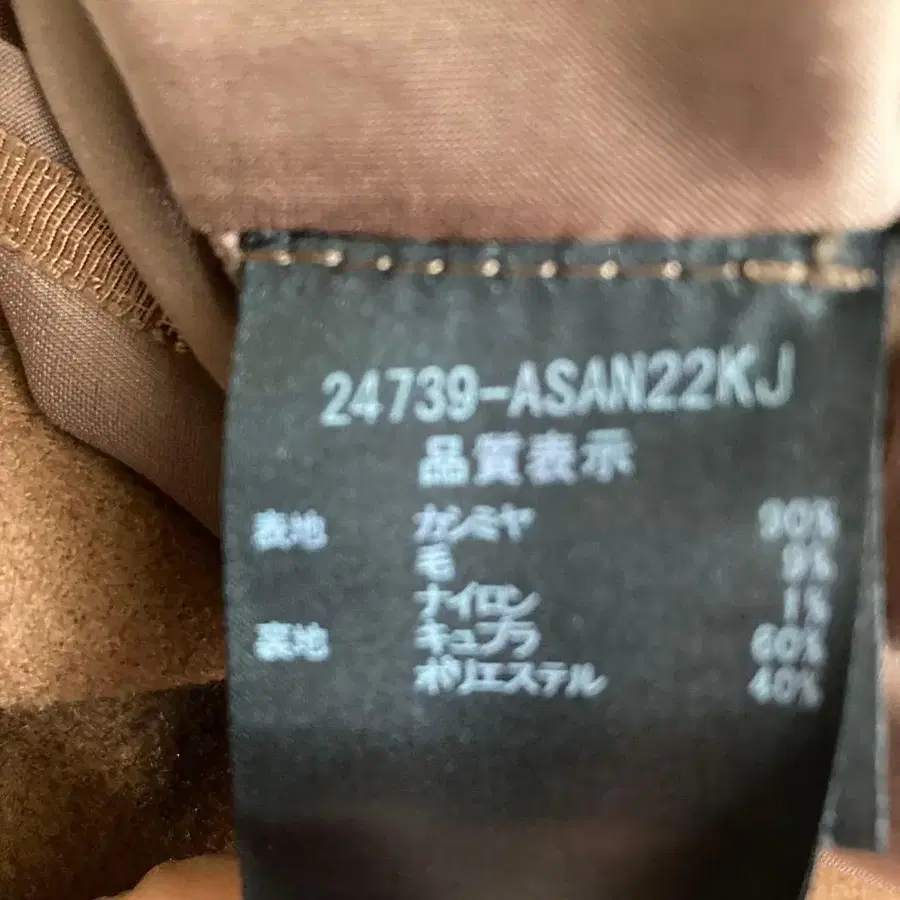 24739-ASAN22KJ
品質表示
表地 カシミヤ 90%
毛 9%
ナイロン 1%
裏地 キュプラ 60%
ポリエステル 40%